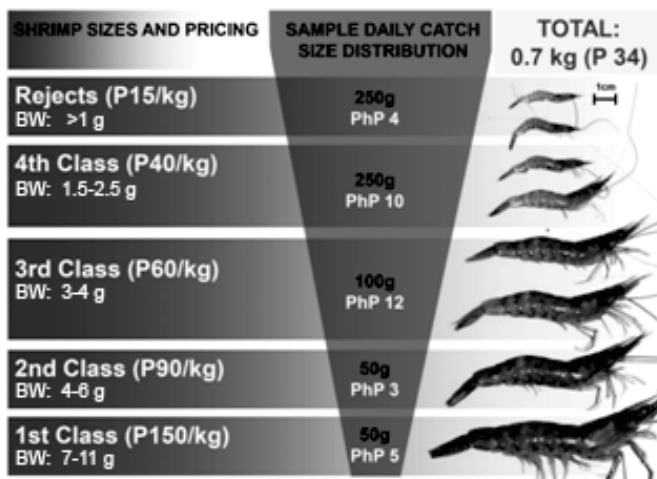 SHRIMP SIZES AND PRICING
SAMPLE DAILY CATCH
SIZE DISTRIBUTION
TOTAL:
0.7 kg (P 34)
Rejects (P15/kg)
BW: >1 g
250g
PhP 4
1cm
4th Class (P40/kg)
BW: 1.5-2.5 g
250g
PhP 10
3rd Class (P60/kg)
BW: 3-4 g
100g
PhP 12
2nd Class (P90/kg)
BW: 4-6 g
50g
PhP 3
1st Class (P150/kg)
BW: 7-11 g
50g
PhP 5